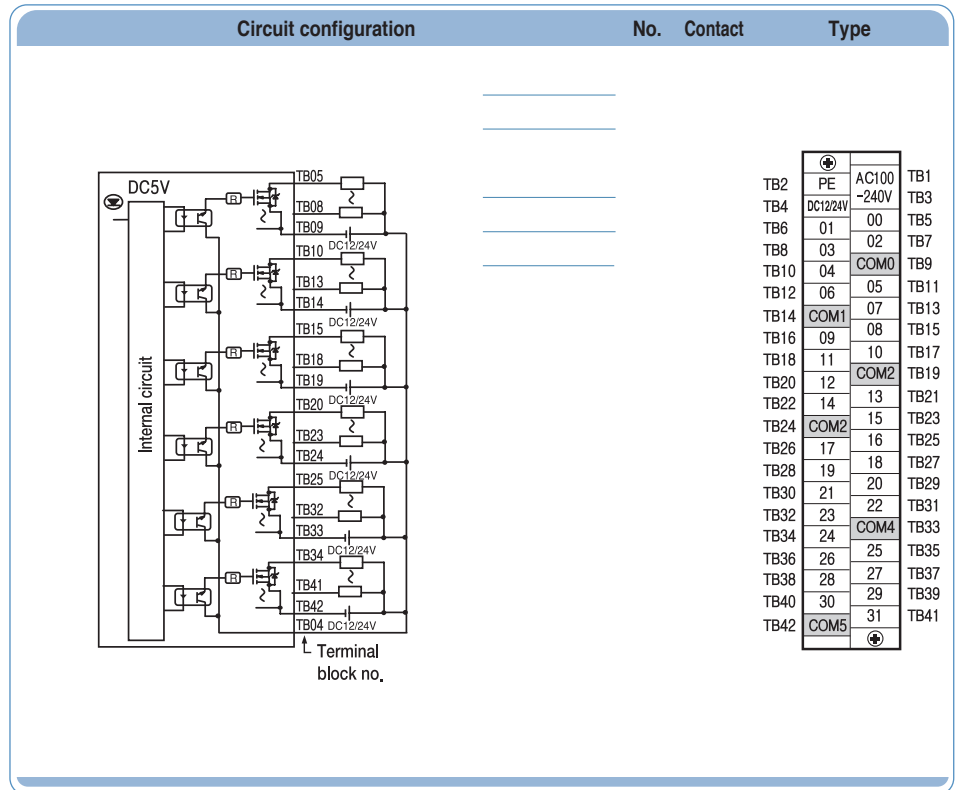 Circuit configuration No. Contact Type
DC5V
Internal circuit
R
R
R
R
R
R
TB05
TB08
TB09
DC12/24V
TB10
TB13
TB14
DC12/24V
TB15
TB18
TB19
DC12/24V
TB20
TB23
TB24
DC12/24V
TB25
TB32
TB33
DC12/24V
TB34
TB41
TB42
TB04 DC12/24V
Terminal
block no.
TB2 PE AC100 -240V TB1
TB4 DC12/24V TB3
TB6 01 00 TB5
TB8 03 02 TB7
TB10 04 COM0 TB9
TB12 06 05 TB11
TB14 COM1 07 TB13
TB16 09 08 TB15
TB18 11 10 TB17
TB20 12 COM2 TB19
TB22 14 13 TB21
TB24 COM2 15 TB23
TB26 17 16 TB25
TB28 19 18 TB27
TB30 21 20 TB29
TB32 23 22 TB31
TB34 24 COM4 TB33
TB36 26 25 TB35
TB38 28 27 TB37
TB40 30 29 TB39
TB42 COM5 31 TB41